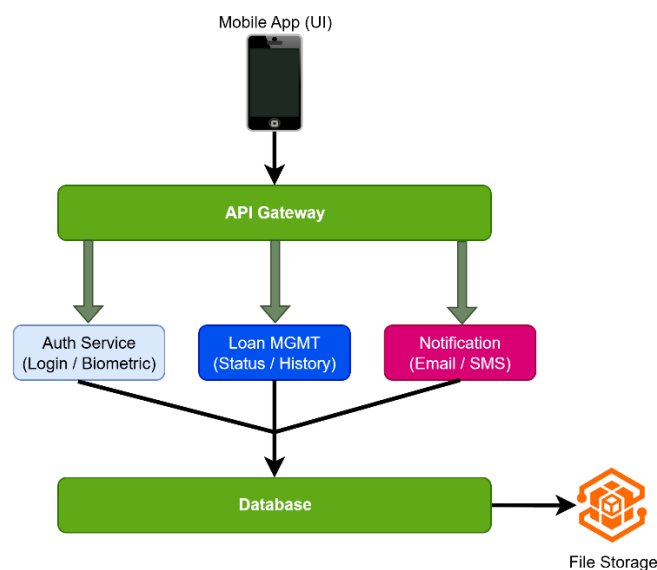 Mobile App (UI)
API Gateway
Auth Service
(Login / Biometric)
Loan MGMT
(Status / History)
Notification
(Email / SMS)
Database
File Storage